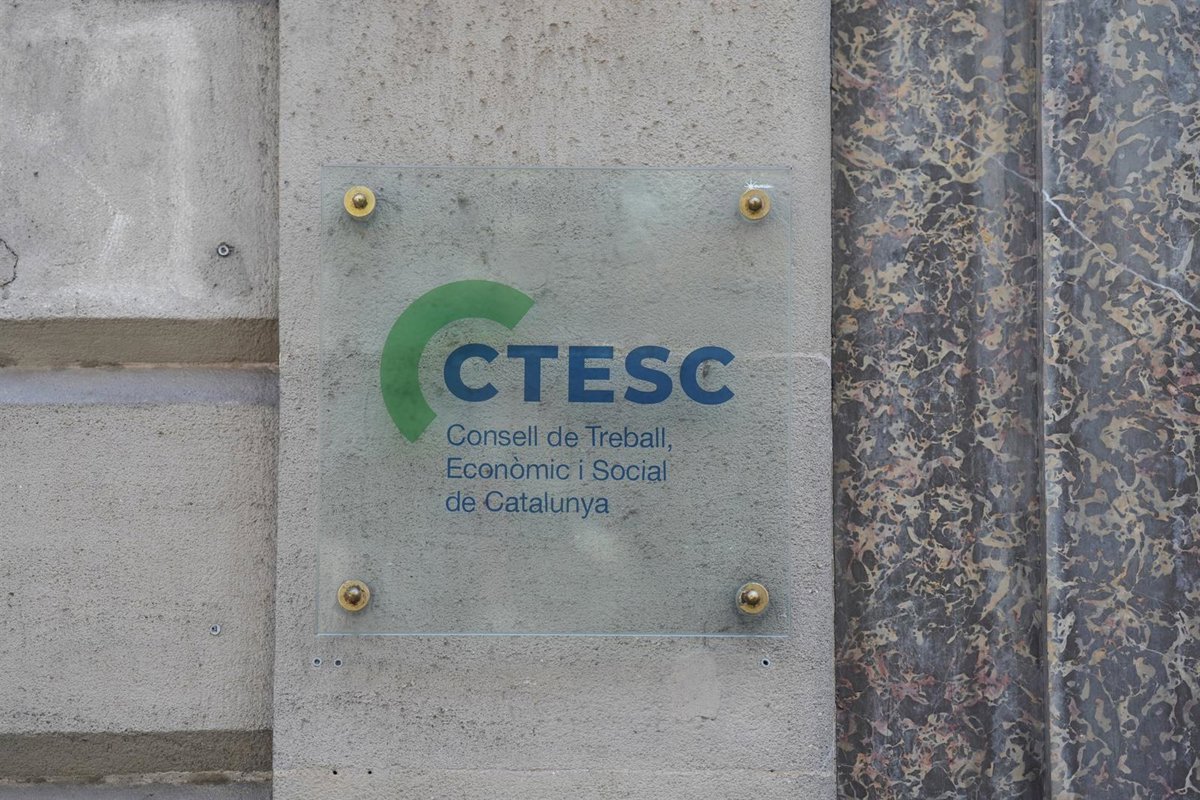 CTESC
Consell de Treball,
Econòmic i Social
de Catalunya